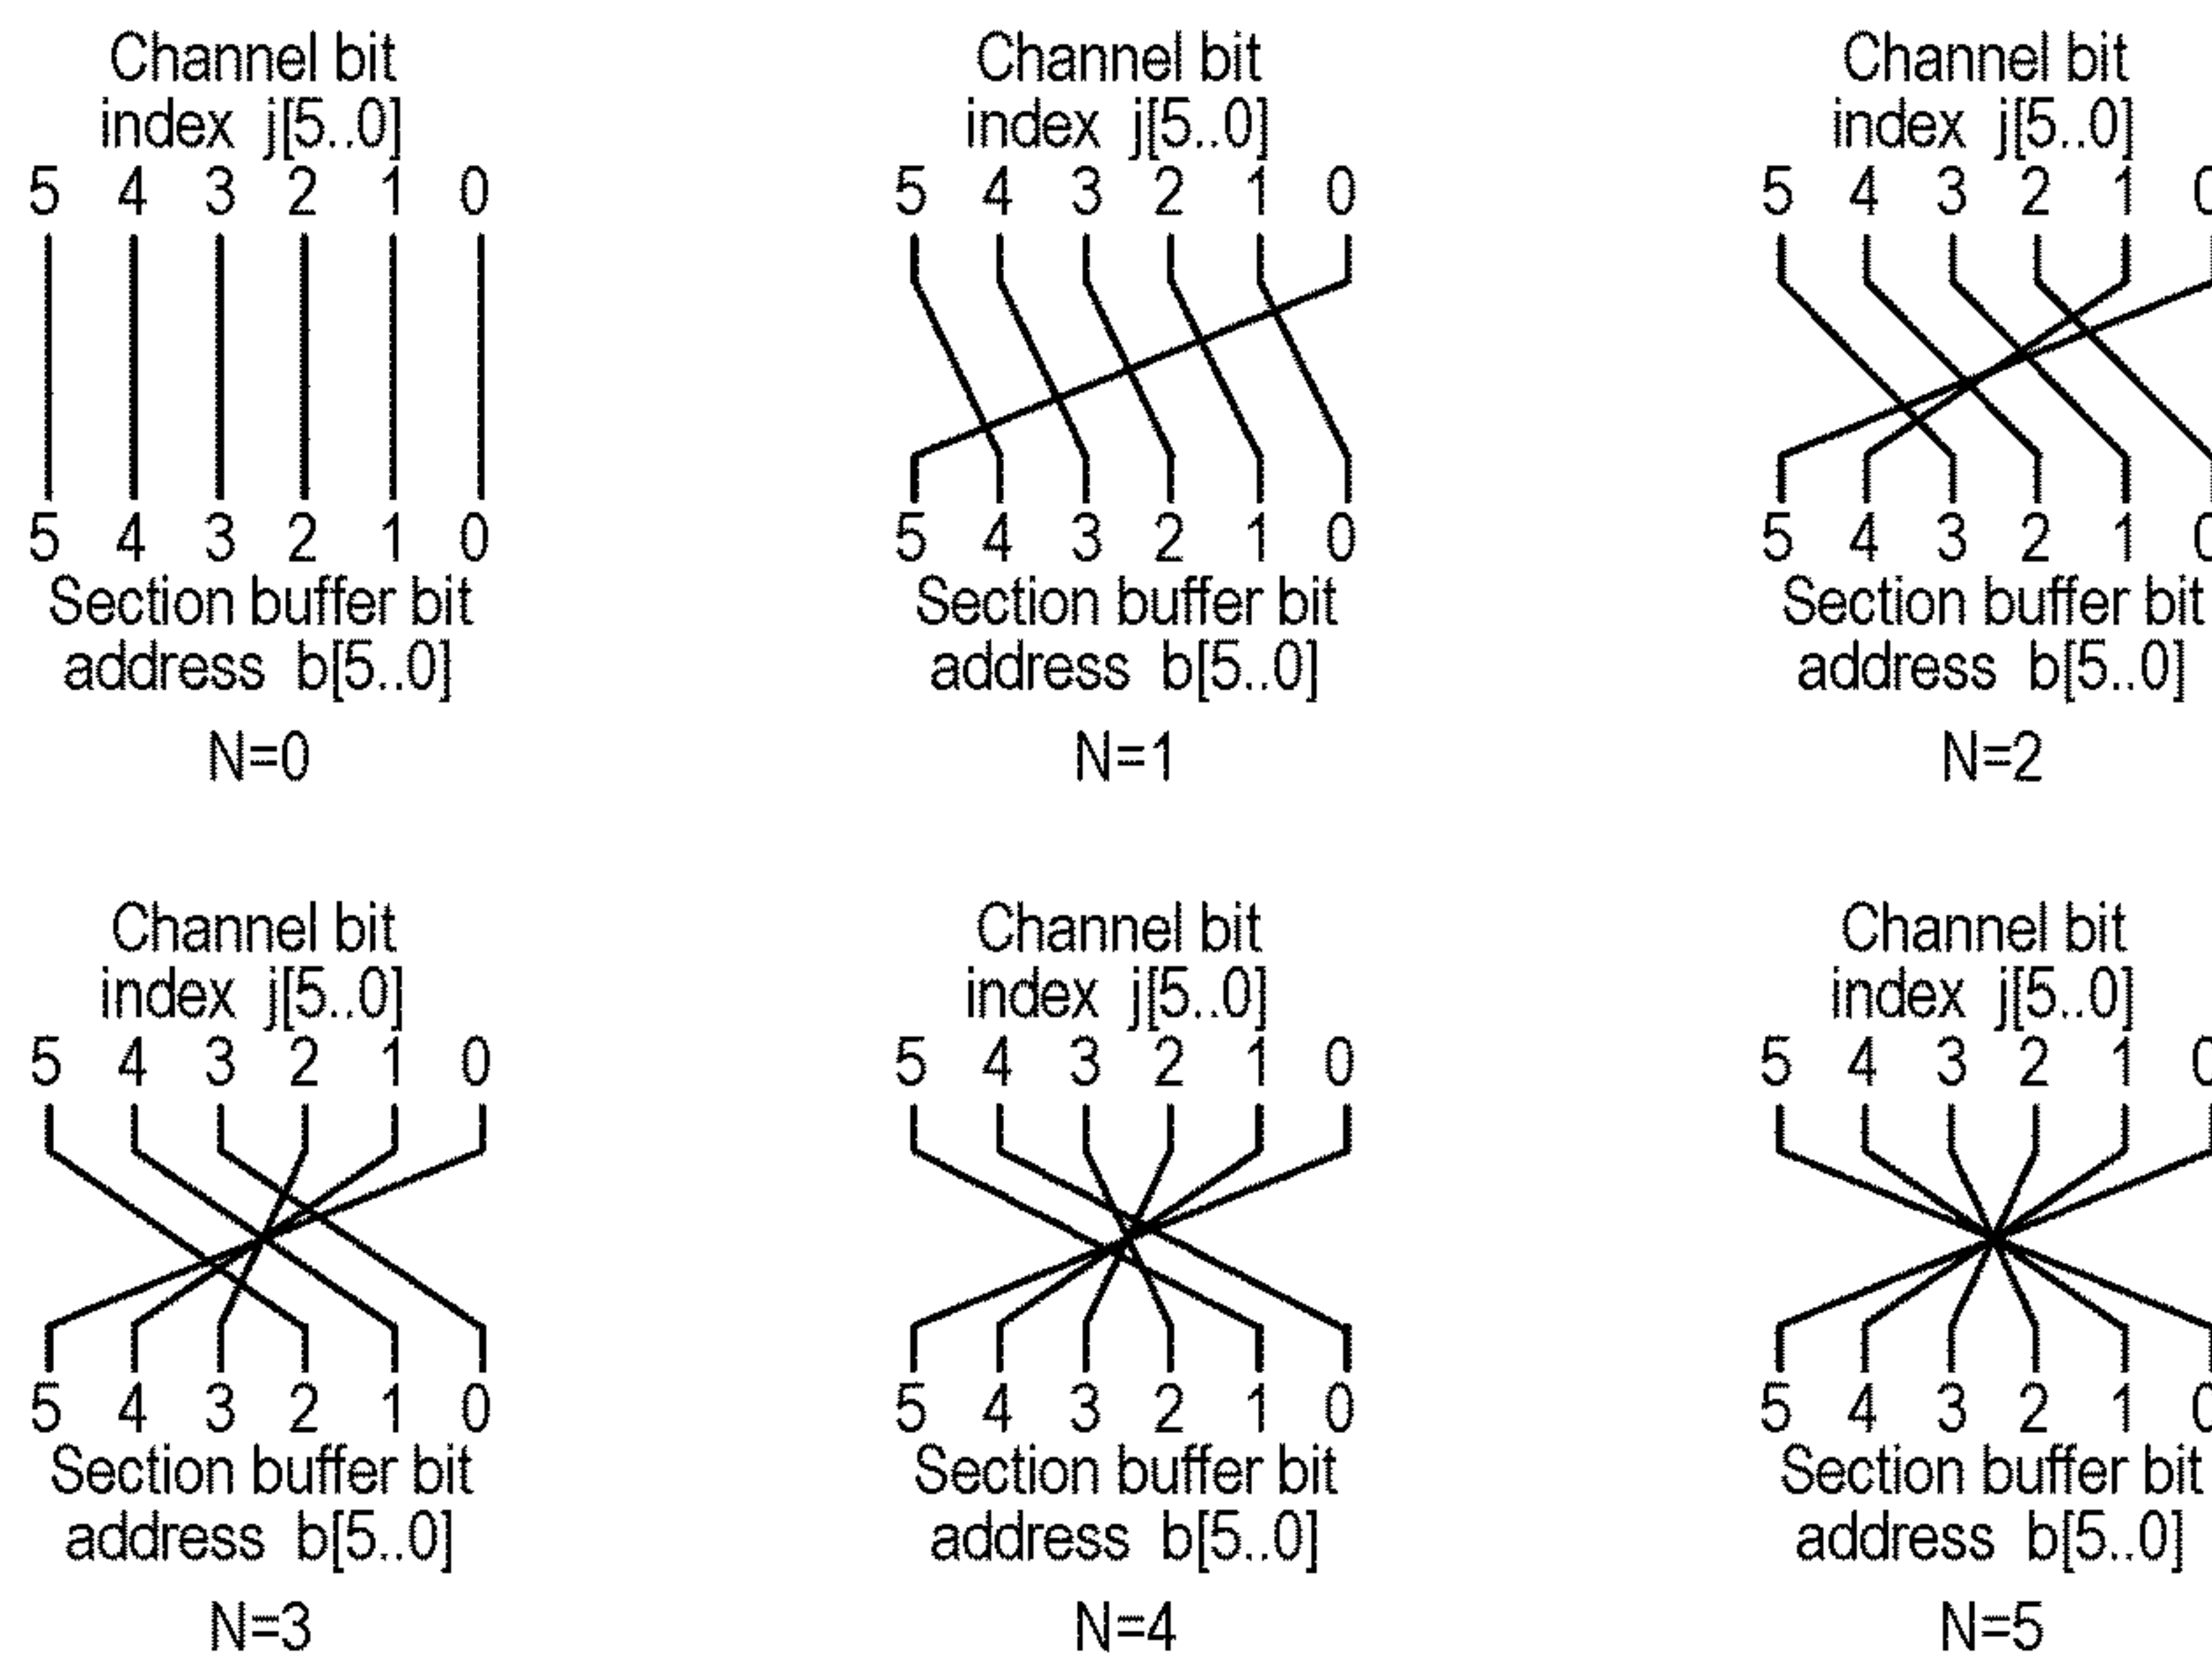 Channel bit
index j[5..0]
5 4 3 2 1 0
5 4 3 2 1 0
Section buffer bit
address b[5..0]
N=0
Channel bit
index j[5..0]
5 4 3 2 1 0
5 4 3 2 1 0
Section buffer bit
address b[5..0]
N=1
Channel bit
index j[5..0]
5 4 3 2 1 0
5 4 3 2 1 0
Section buffer bit
address b[5..0]
N=2
Channel bit
index j[5..0]
5 4 3 2 1 0
5 4 3 2 1 0
Section buffer bit
address b[5..0]
N=3
Channel bit
index j[5..0]
5 4 3 2 1 0
5 4 3 2 1 0
Section buffer bit
address b[5..0]
N=4
Channel bit
index j[5..0]
5 4 3 2 1 0
5 4 3 2 1 0
Section buffer bit
address b[5..0]
N=5